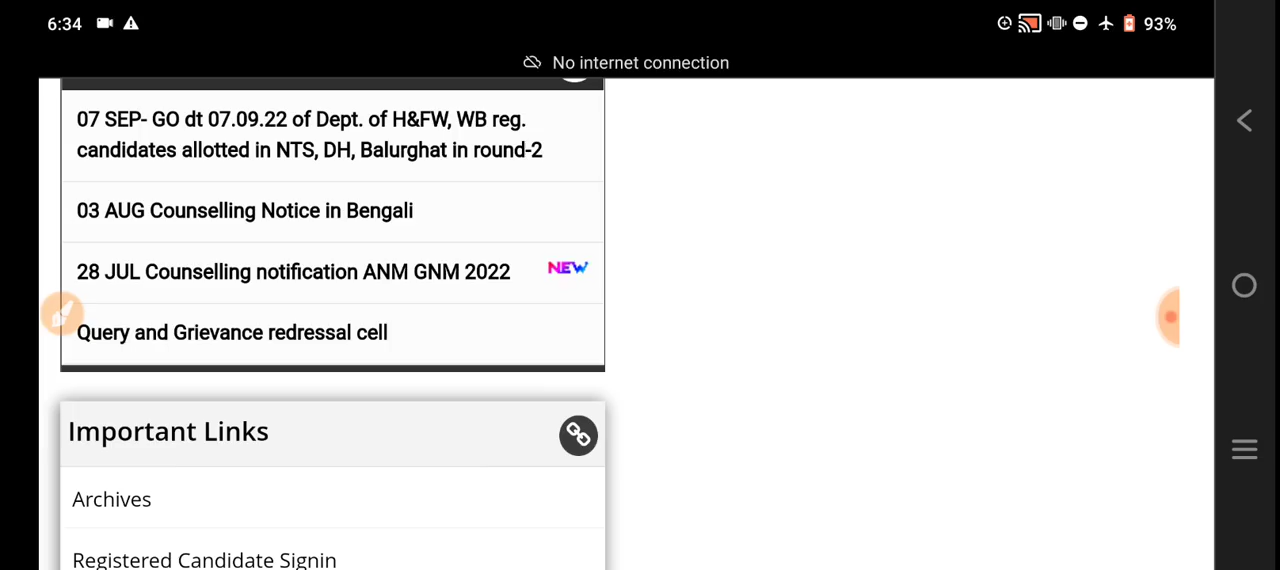 6:34
93%
No internet connection
07 SEP- GO dt 07.09.22 of Dept. of H&FW, WB reg.
candidates allotted in NTS, DH, Balurghat in round-2
03 AUG Counselling Notice in Bengali
28 JUL Counselling notification ANM GNM 2022 NEW
Query and Grievance redressal cell
Important Links
Archives
Registered Candidate Signin